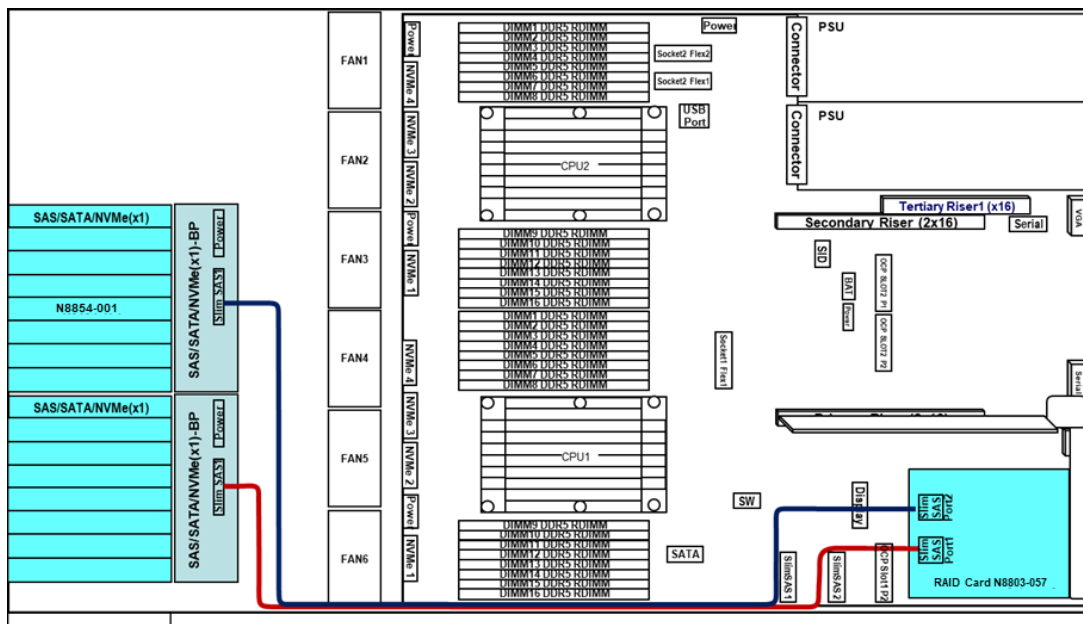 SAS/SATA/NVMe(x1)
N8854-001
SAS/SATA/NVMe(x1)
SAS/SATA/NVMe(x1)-BP
Power
Slim SAS1
SAS/SATA/NVMe(x1)-BP
Power
Slim SAS1
FAN1
FAN2
FAN3
FAN4
FAN5
FAN6
Power
NVMe 4
NVMe 3
NVMe 2
Power
NVMe 1
NVMe 4
NVMe 3
NVMe 2
Power
NVMe 1
DIMM1 DDR5 RDIMM
DIMM2 DDR5 RDIMM
DIMM3 DDR5 RDIMM
DIMM4 DDR5 RDIMM
DIMM5 DDR5 RDIMM
DIMM6 DDR5 RDIMM
DIMM7 DDR5 RDIMM
DIMM8 DDR5 RDIMM
CPU2
DIMM9 DDR5 RDIMM
DIMM10 DDR5 RDIMM
DIMM11 DDR5 RDIMM
DIMM12 DDR5 RDIMM
DIMM13 DDR5 RDIMM
DIMM14 DDR5 RDIMM
DIMM15 DDR5 RDIMM
DIMM16 DDR5 RDIMM
DIMM1 DDR5 RDIMM
DIMM2 DDR5 RDIMM
DIMM3 DDR5 RDIMM
DIMM4 DDR5 RDIMM
DIMM5 DDR5 RDIMM
DIMM6 DDR5 RDIMM
DIMM7 DDR5 RDIMM
DIMM8 DDR5 RDIMM
CPU1
DIMM9 DDR5 RDIMM
DIMM10 DDR5 RDIMM
DIMM11 DDR5 RDIMM
DIMM12 DDR5 RDIMM
DIMM13 DDR5 RDIMM
DIMM14 DDR5 RDIMM
DIMM15 DDR5 RDIMM
DIMM16 DDR5 RDIMM
Power
Socket2 Flex2
Socket2 Flex1
USB
Port
Connector
PSU
Connector
PSU
Tertiary Riser1 (x16)
Secondary Riser (2x16)
Serial
VGA
SID
BAT
Power
OCP SLOT2 P1
OCP SLOT2 P2
Socket1 Flex1
Serial
SW
SATA
Display
SlimSAS1
SlimSAS2
OCP Slot1 P2
Slim
SAS
Port2
Slim
SAS
Port1
RAID Card N8803-057